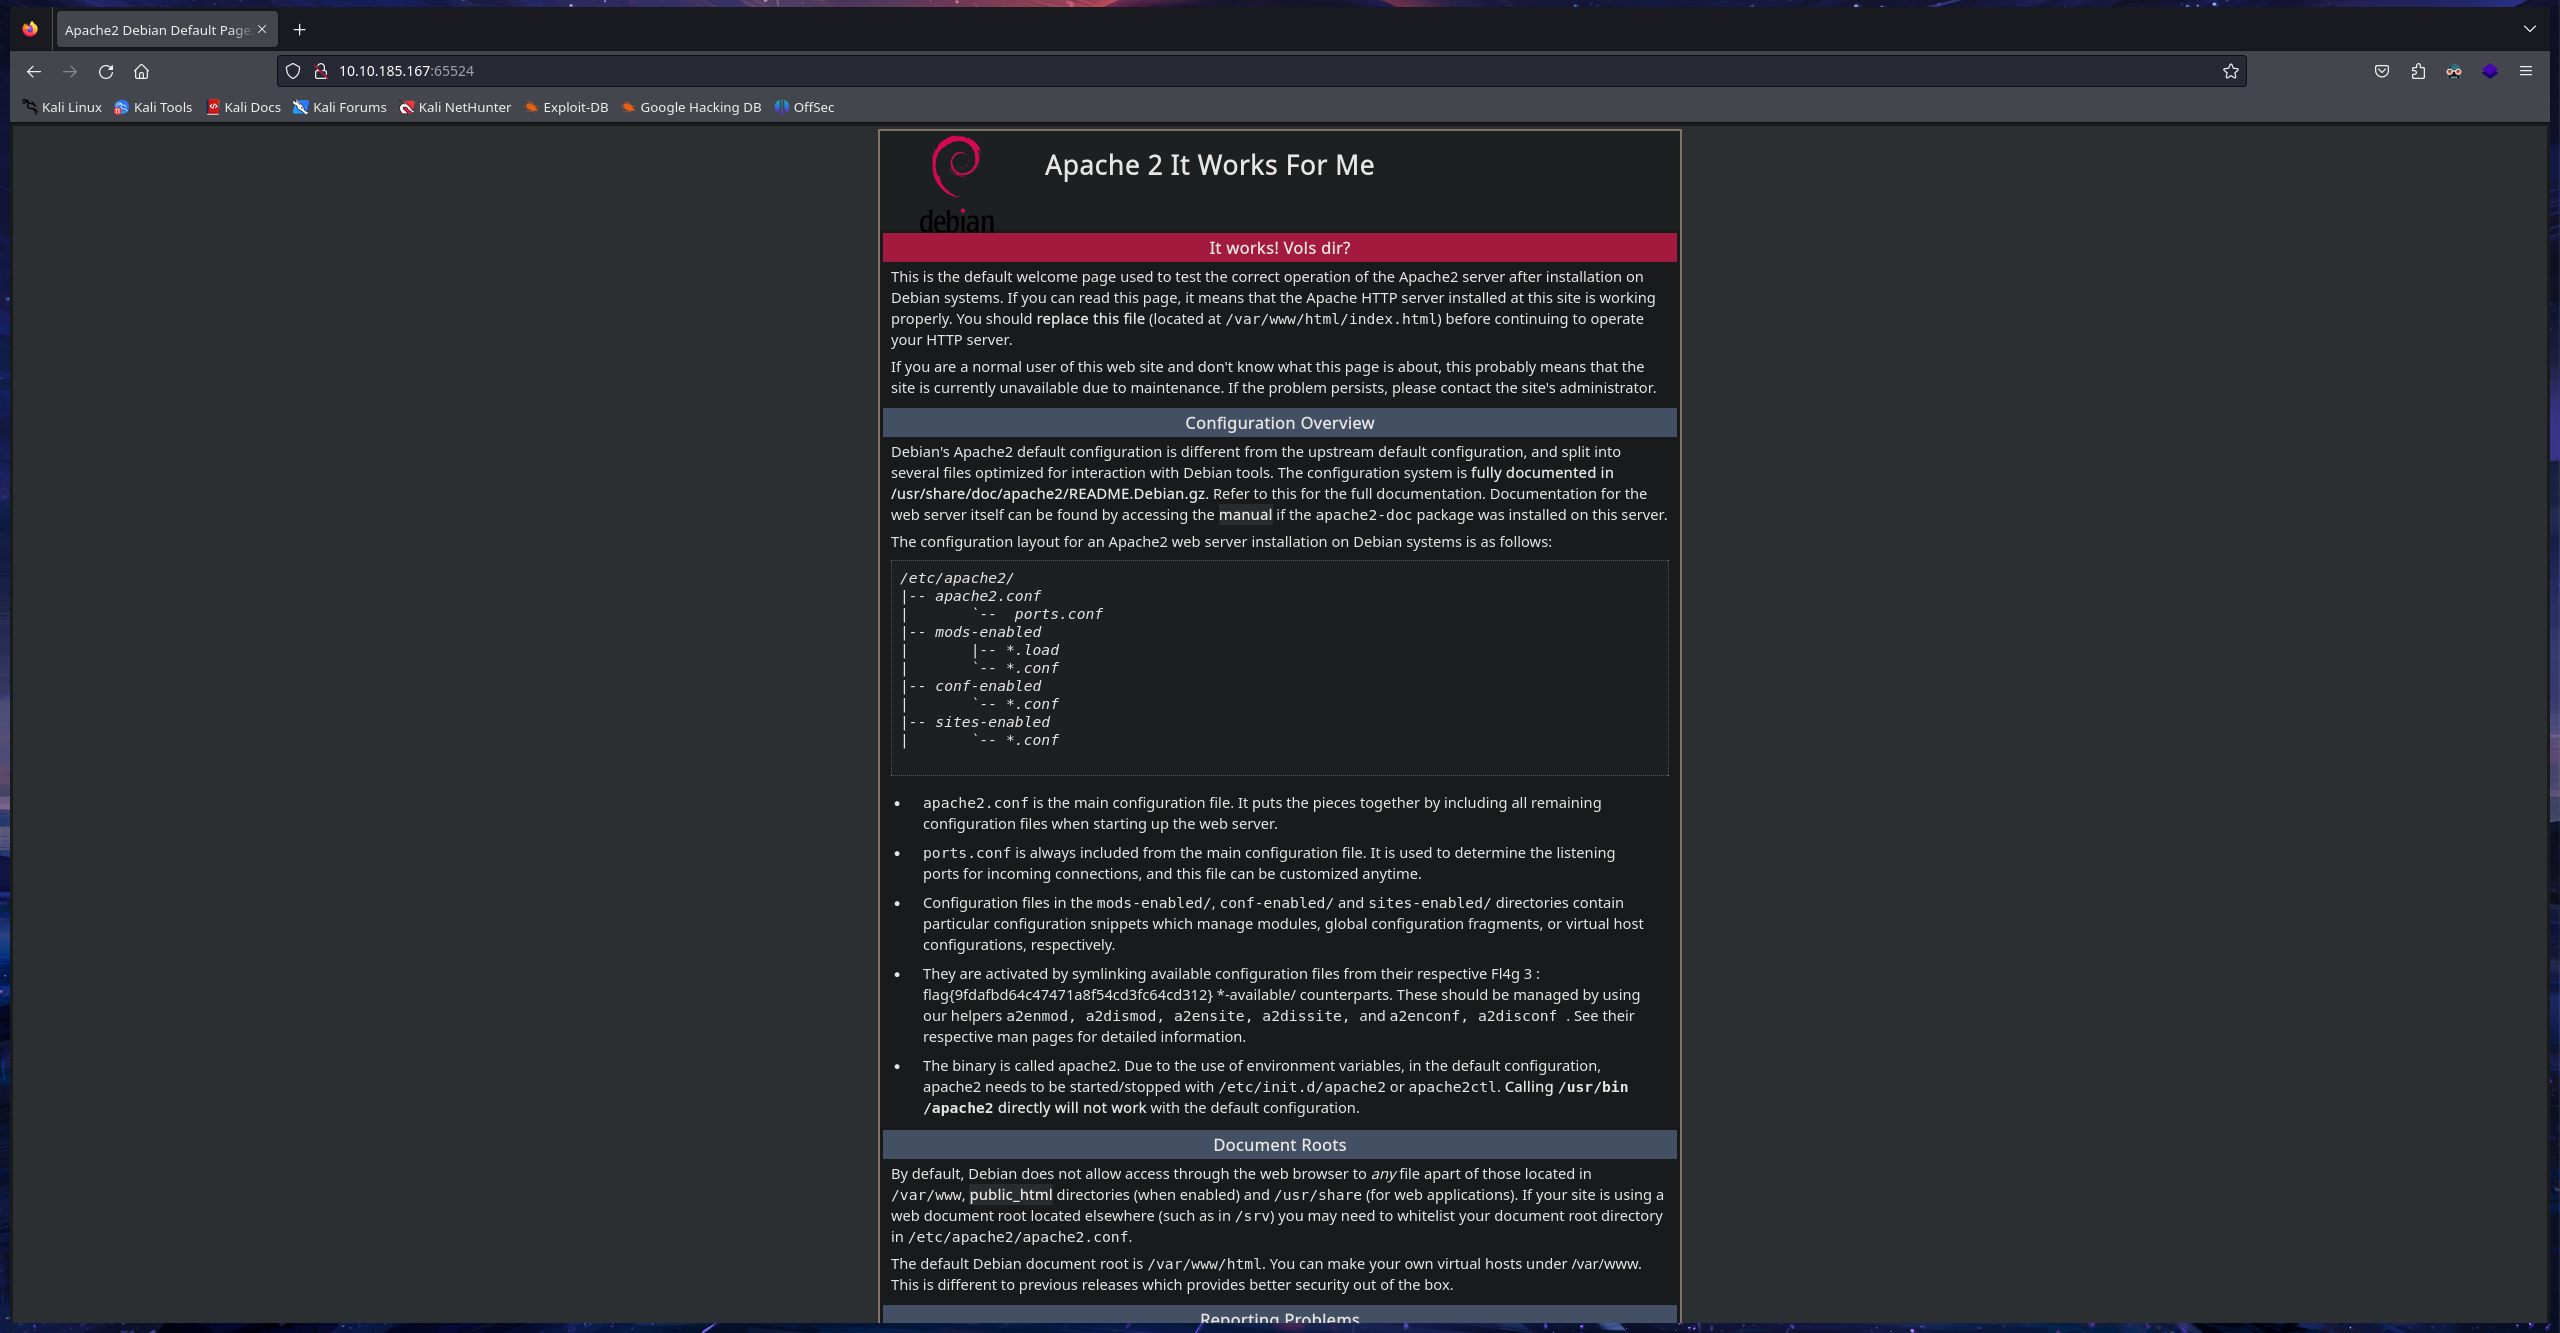 Apache2 Debian Default Page:
10.10.185.167:65524
Kali Linux Kali Tools Kali Docs Kali Forums Kali NetHunter Exploit-DB Google Hacking DB OffSec
debian
Apache 2 It Works For Me
It works! Vols dir?
This is the default welcome page used to test the correct operation of the Apache2 server after installation on
Debian systems. If you can read this page, it means that the Apache HTTP server installed at this site is working
properly. You should replace this file (located at /var/www/html/index.html) before continuing to operate
your HTTP server.
If you are a normal user of this web site and don't know what this page is about, this probably means that the
site is currently unavailable due to maintenance. If the problem persists, please contact the site's administrator.
Configuration Overview
Debian's Apache2 default configuration is different from the upstream default configuration, and split into
several files optimized for interaction with Debian tools. The configuration system is fully documented in
/usr/share/doc/apache2/README.Debian.gz. Refer to this for the full documentation. Documentation for the
web server itself can be found by accessing the manual if the apache2-doc package was installed on this server.
The configuration layout for an Apache2 web server installation on Debian systems is as follows:
/etc/apache2/
|-- apache2.conf
|       `--  ports.conf
|-- mods-enabled
|       |-- *.load
|       `-- *.conf
|-- conf-enabled
|       `-- *.conf
|-- sites-enabled
|       `-- *.conf
• apache2.conf is the main configuration file. It puts the pieces together by including all remaining
configuration files when starting up the web server.
• ports.conf is always included from the main configuration file. It is used to determine the listening
ports for incoming connections, and this file can be customized anytime.
• Configuration files in the mods-enabled/, conf-enabled/ and sites-enabled/ directories contain
particular configuration snippets which manage modules, global configuration fragments, or virtual host
configurations, respectively.
• They are activated by symlinking available configuration files from their respective Fl4g 3 :
flag{9fdafbd64c47471a8f54cd3fc64cd312} *-available/ counterparts. These should be managed by using
our helpers a2enmod, a2dismod, a2ensite, a2dissite, and a2enconf, a2disconf . See their
respective man pages for detailed information.
• The binary is called apache2. Due to the use of environment variables, in the default configuration,
apache2 needs to be started/stopped with /etc/init.d/apache2 or apache2ctl. Calling /usr/bin
/apache2 directly will not work with the default configuration.
Document Roots
By default, Debian does not allow access through the web browser to any file apart of those located in
/var/www, public_html directories (when enabled) and /usr/share (for web applications). If your site is using a
web document root located elsewhere (such as in /srv) you may need to whitelist your document root directory
in /etc/apache2/apache2.conf.
The default Debian document root is /var/www/html. You can make your own virtual hosts under /var/www.
This is different to previous releases which provides better security out of the box.
Reporting Problems